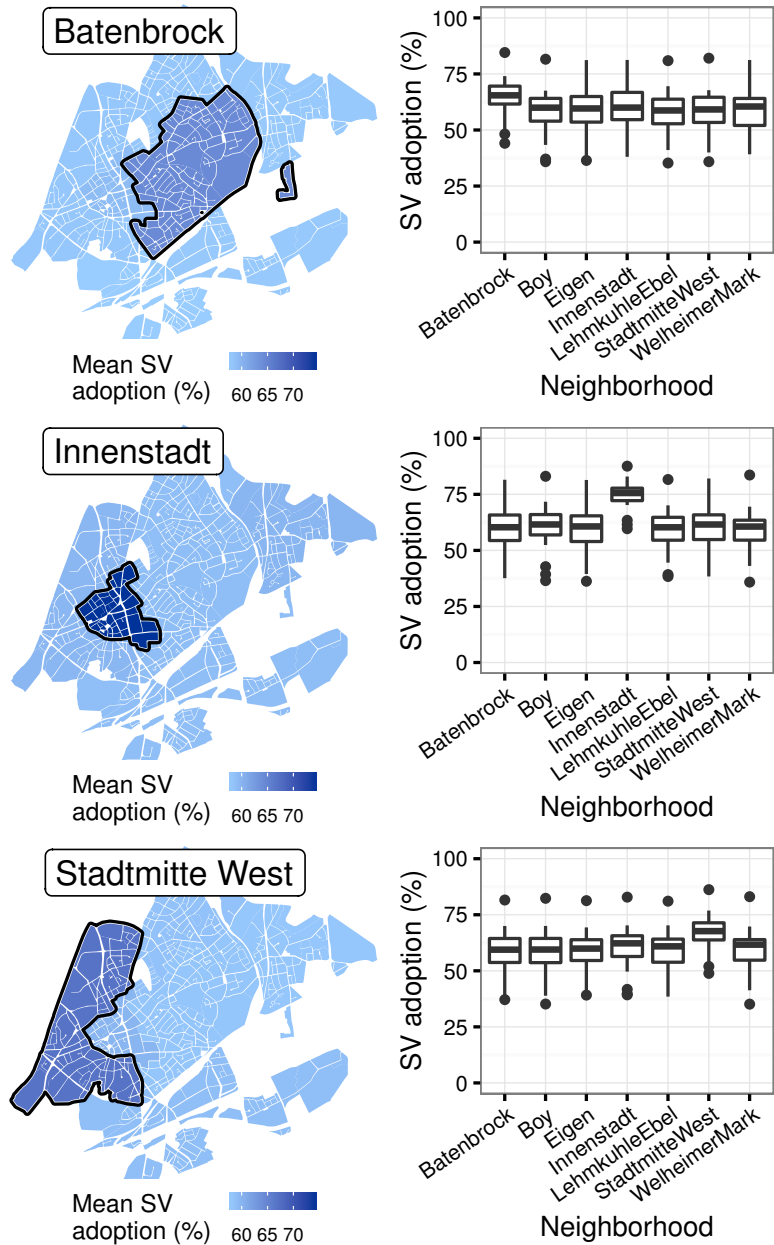 Batenbrock
Mean SV
adoption (%)
60 65 70
SV adoption (%)
100
75
50
25
0
Batenbrock
Boy
Eigen
Innenstadt
LehmkuhleEbel
StadtmitteWest
WelheimerMark
Neighborhood
Innenstadt
Mean SV
adoption (%)
60 65 70
SV adoption (%)
100
75
50
25
0
Batenbrock
Boy
Eigen
Innenstadt
LehmkuhleEbel
StadtmitteWest
WelheimerMark
Neighborhood
Stadtmitte West
Mean SV
adoption (%)
60 65 70
SV adoption (%)
100
75
50
25
0
Batenbrock
Boy
Eigen
Innenstadt
LehmkuhleEbel
StadtmitteWest
WelheimerMark
Neighborhood